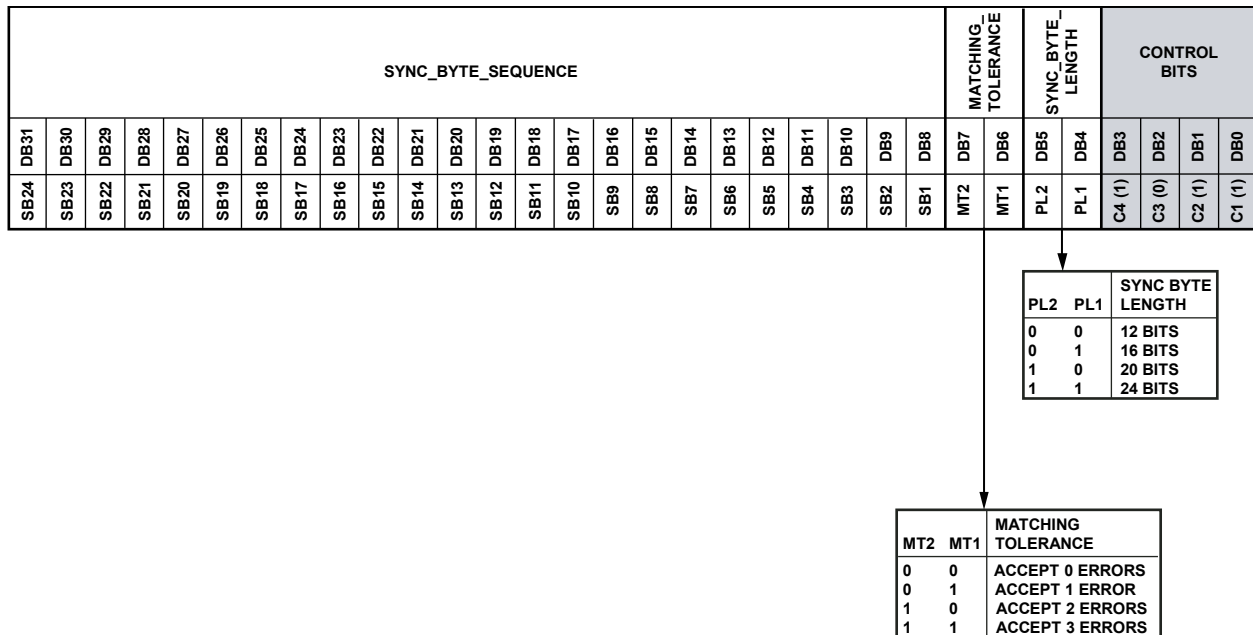 SYNC_BYTE_SEQUENCE
MATCHING_
TOLERANCE
SYNC_BYTE_
LENGTH
CONTROL
BITS
DB31 DB30 DB29 DB28 DB27 DB26 DB25 DB24 DB23 DB22 DB21 DB20 DB19 DB18 DB17 DB16 DB15 DB14 DB13 DB12 DB11 DB10 DB9 DB8 DB7 DB6 DB5 DB4 DB3 DB2 DB1 DB0
SB24 SB23 SB22 SB21 SB20 SB19 SB18 SB17 SB16 SB15 SB14 SB13 SB12 SB11 SB10 SB9 SB8 SB7 SB6 SB5 SB4 SB3 SB2 SB1 MT2 MT1 PL2 PL1 C4 (1) C3 (0) C2 (1) C1 (1)
SYNC BYTE
PL2 PL1 LENGTH
0 0 12 BITS
0 1 16 BITS
1 0 20 BITS
1 1 24 BITS
MATCHING
MT2 MT1 TOLERANCE
0 0 ACCEPT 0 ERRORS
0 1 ACCEPT 1 ERROR
1 0 ACCEPT 2 ERRORS
1 1 ACCEPT 3 ERRORS